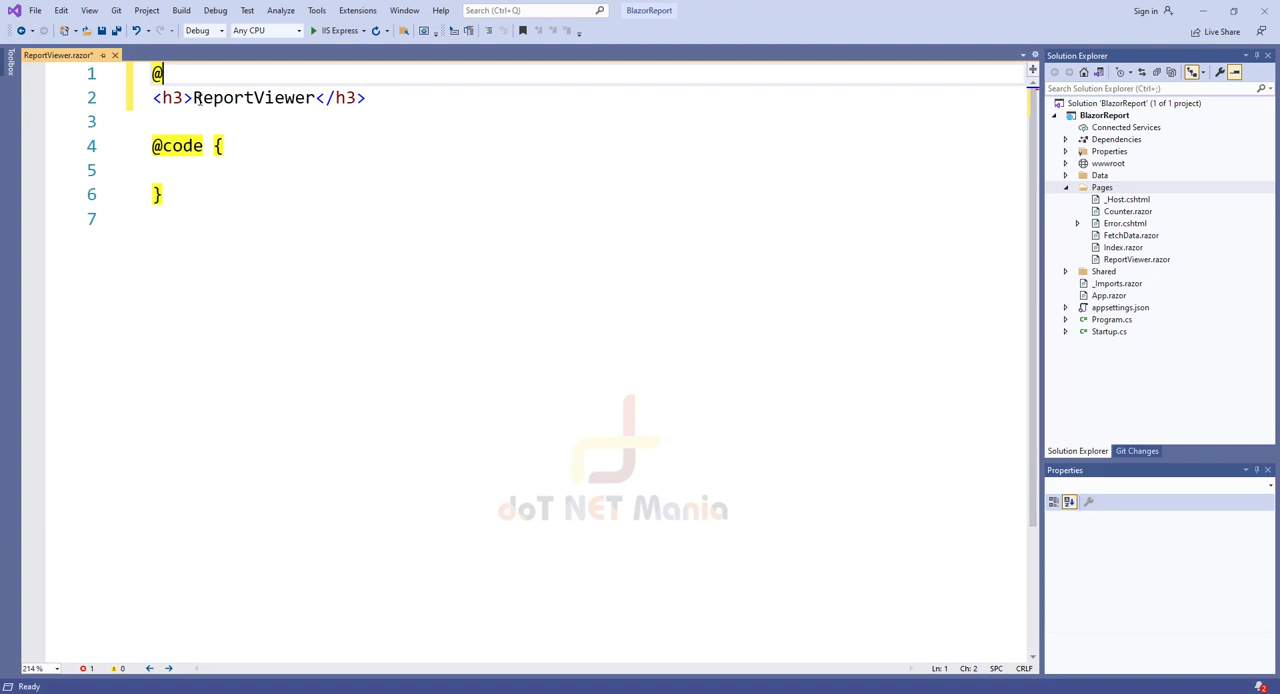 File Edit View Git Project Build Debug Test Analyze Tools Extensions Window Help Search (Ctrl+Q) BlazorReport Sign in
Debug Any CPU IIS Express Live Share
Toolbox
ReportViewer.razor*
1 @
2 <h3>ReportViewer</h3>
3
4 @code {
5
6 }
7
doT NET Mania
214 % 1 0 Ln: 1 Ch: 2 SPC CRLF
Ready 2
Solution Explorer
Search Solution Explorer (Ctrl+;)
Solution 'BlazorReport' (1 of 1 project)
BlazorReport
Connected Services
Dependencies
Properties
wwwroot
Data
Pages
_Host.cshtml
Counter.razor
Error.cshtml
FetchData.razor
Index.razor
ReportViewer.razor
Shared
_Imports.razor
App.razor
appsettings.json
Program.cs
Startup.cs
Solution Explorer Git Changes
Properties